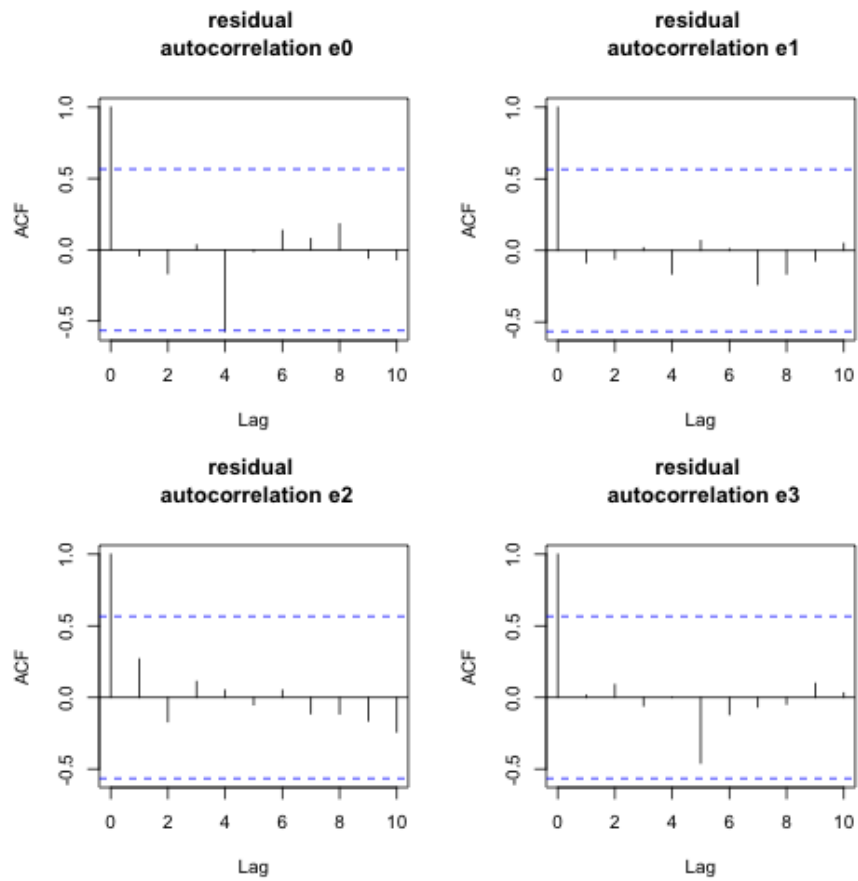 residual
autocorrelation e0
ACF
1.0
0.5
0.0
-0.5
0 2 4 6 8 10
Lag
residual
autocorrelation e1
ACF
1.0
0.5
0.0
-0.5
0 2 4 6 8 10
Lag
residual
autocorrelation e2
ACF
1.0
0.5
0.0
-0.5
0 2 4 6 8 10
Lag
residual
autocorrelation e3
ACF
1.0
0.5
0.0
-0.5
0 2 4 6 8 10
Lag